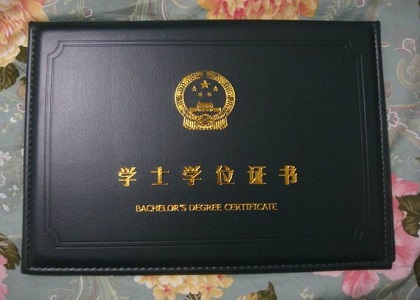 学士学位证书
BACHELOR'S DEGREE CERTIFICATE